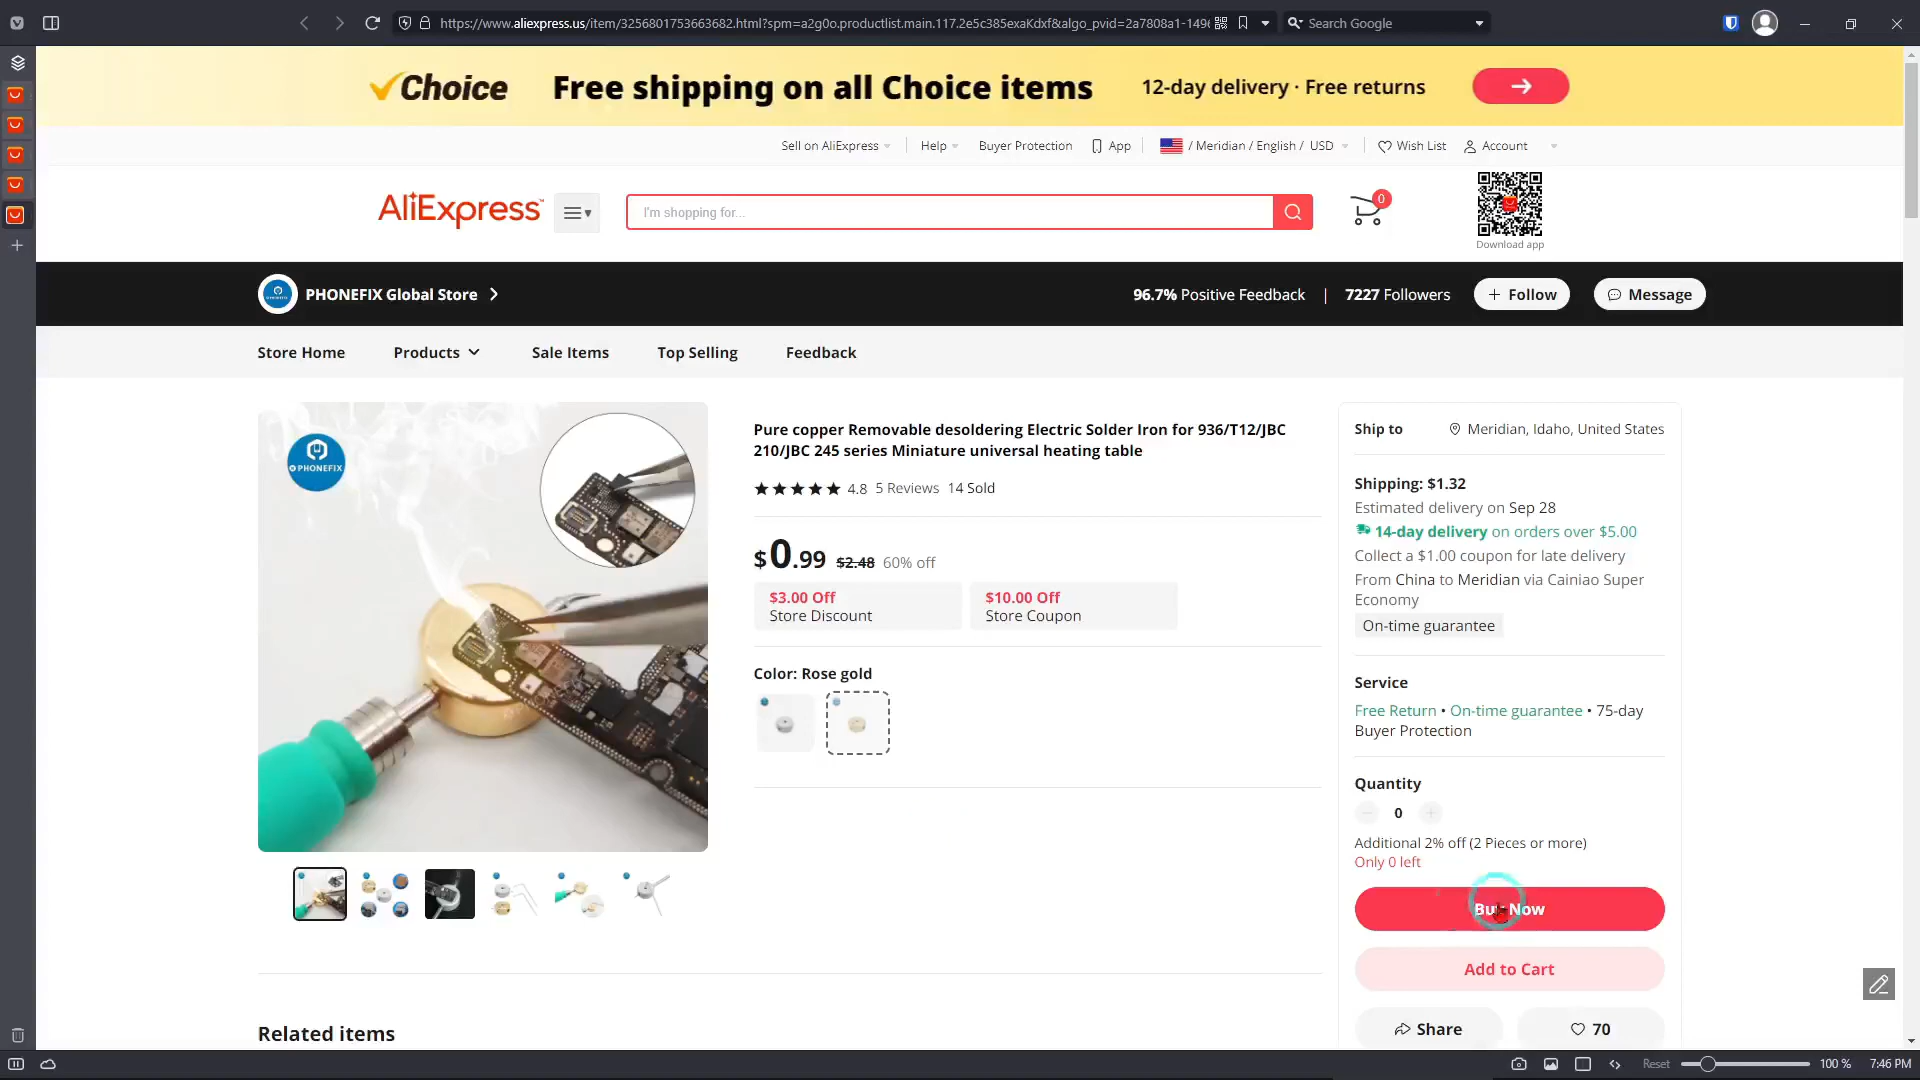 https://www.aliexpress.us/item/3256801753663682.html?spm=a2g0o.productlist.main.117.2e5c385exaKdxf&algo_pvid=2a7808a1-149
Search Google
Choice
Free shipping on all Choice items
12-day delivery · Free returns
Sell on AliExpress
Help
Buyer Protection
App
/ Meridian / English / USD
Wish List
Account
AliExpress
I'm shopping for...
0
Download app
PHONEFIX Global Store
96.7% Positive Feedback | 7227 Followers
+ Follow
Message
Store Home
Products
Sale Items
Top Selling
Feedback
PHONEFIX
Pure copper Removable desoldering Electric Solder Iron for 936/T12/JBC
210/JBC 245 series Miniature universal heating table
4.8 5 Reviews 14 Sold
$0.99 $2.48 60% off
$3.00 Off
Store Discount
$10.00 Off
Store Coupon
Color: Rose gold
Ship to
Meridian, Idaho, United States
Shipping: $1.32
Estimated delivery on Sep 28
14-day delivery on orders over $5.00
Collect a $1.00 coupon for late delivery
From China to Meridian via Cainiao Super
Economy
On-time guarantee
Service
Free Return • On-time guarantee • 75-day
Buyer Protection
Quantity
0
Additional 2% off (2 Pieces or more)
Only 0 left
Buy Now
Add to Cart
Share
70
Related items
Reset
100 %
7:46 PM